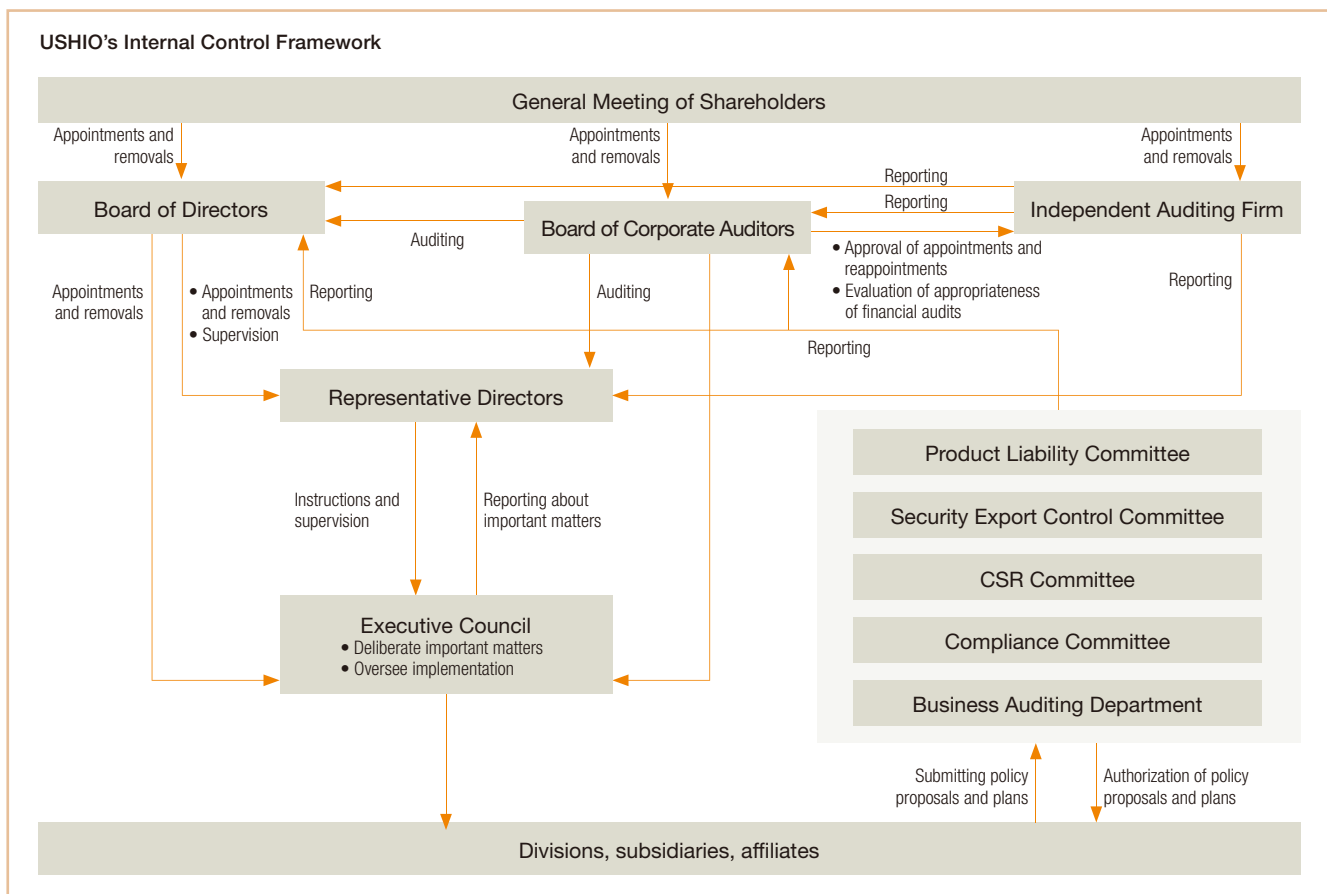 USHIO's Internal Control Framework
General Meeting of Shareholders
Appointments and
removals
Appointments
and removals
Appointments
and removals
Reporting
Board of Directors
Reporting
Independent Auditing Firm
Board of Corporate Auditors
Auditing
• Approval of appointments and
reappointments
• Evaluation of appropriateness
of financial audits
Appointments
and removals
• Appointments
and removals
• Supervision
Reporting
Auditing
Reporting
Reporting
Representative Directors
Instructions and
supervision
Reporting about
important matters
Product Liability Committee
Security Export Control Committee
CSR Committee
Compliance Committee
Business Auditing Department
Executive Council
• Deliberate important matters
• Oversee implementation
Submitting policy
proposals and plans
Authorization of policy
proposals and plans
Divisions, subsidiaries, affiliates